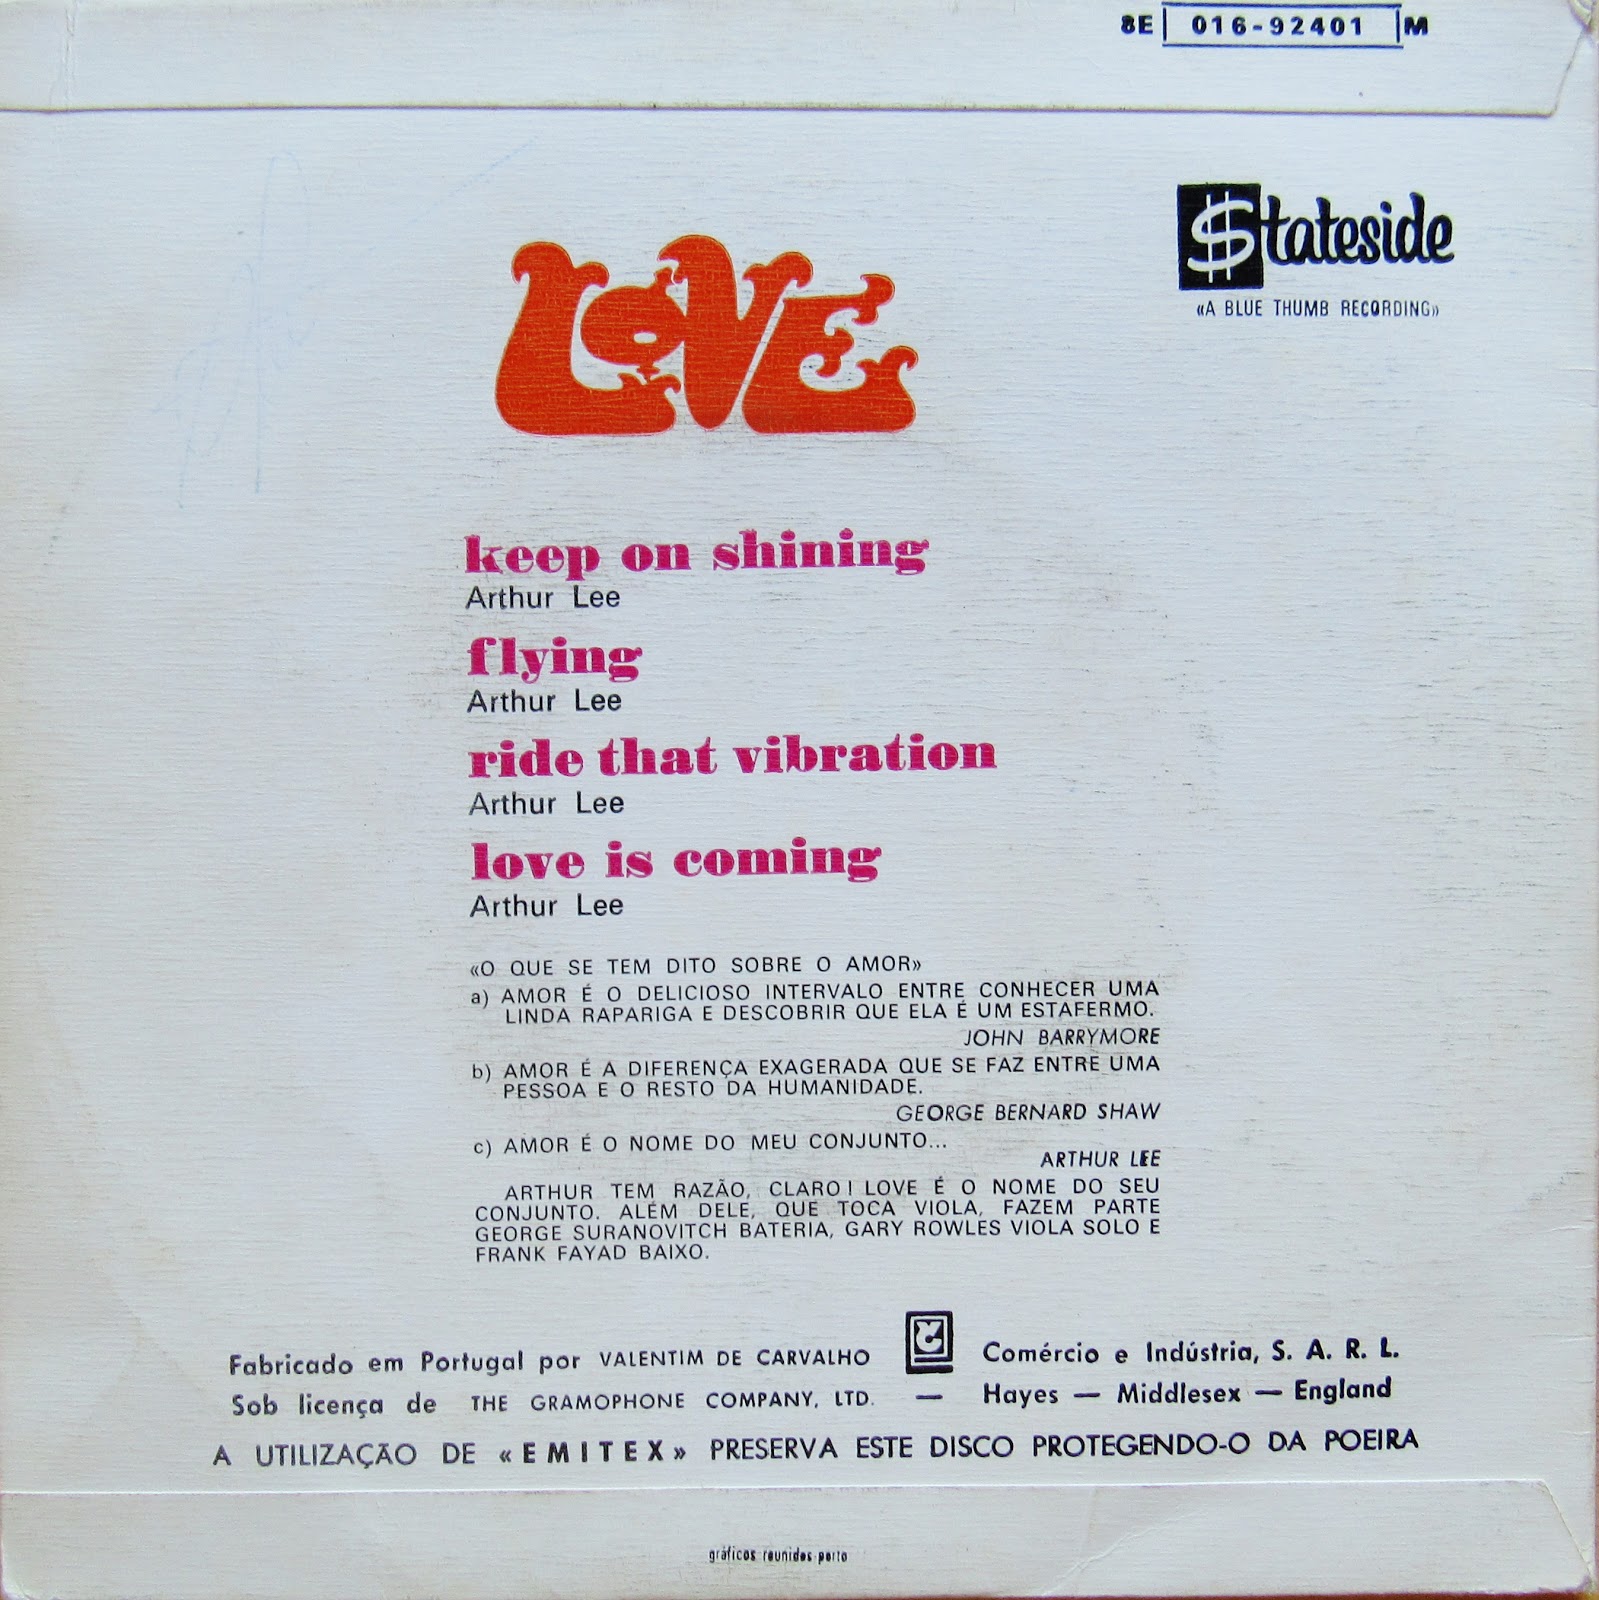 8E 016-92401 M
$tateside
«A BLUE THUMB RECORDING»
LOVE
keep on shining
Arthur Lee
flying
Arthur Lee
ride that vibration
Arthur Lee
love is coming
Arthur Lee
«O QUE SE TEM DITO SOBRE O AMOR»
a) AMOR É O DELICIOSO INTERVALO ENTRE CONHECER UMA
LINDA RAPARIGA E DESCOBRIR QUE ELA É UM ESTAFERMO.
JOHN BARRYMORE
b) AMOR É A DIFERENÇA EXAGERADA QUE SE FAZ ENTRE UMA
PESSOA E O RESTO DA HUMANIDADE.
GEORGE BERNARD SHAW
c) AMOR É O NOME DO MEU CONJUNTO...
ARTHUR LEE
ARTHUR TEM RAZÃO, CLARO! LOVE É O NOME DO SEU
CONJUNTO. ALÉM DELE, QUE TOCA VIOLA, FAZEM PARTE
GEORGE SURANOVITCH BATERIA, GARY ROWLES VIOLA SOLO E
FRANK FAYAD BAIXO.
Fabricado em Portugal por VALENTIM DE CARVALHO Comércio e Indústria, S. A. R. L.
Sob licença de THE GRAMOPHONE COMPANY, LTD. — Hayes — Middlesex — England
A UTILIZAÇÃO DE «EMITEX» PRESERVA ESTE DISCO PROTEGENDO-O DA POEIRA
gráficos reunidos-porto